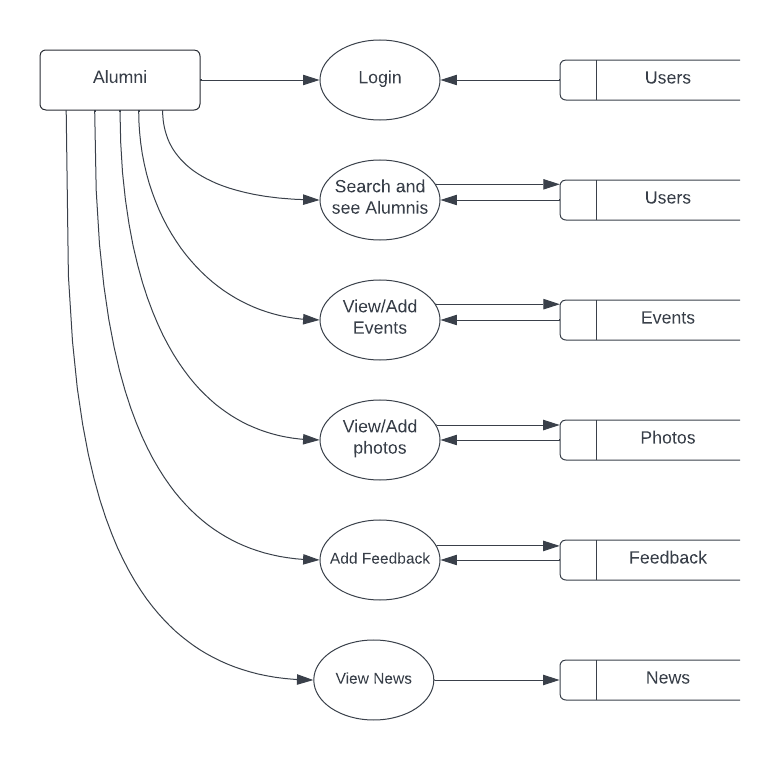 Alumni
Login
Users
Search and
see Alumnis
Users
View/Add
Events
Events
View/Add
photos
Photos
Add Feedback
Feedback
View News
News